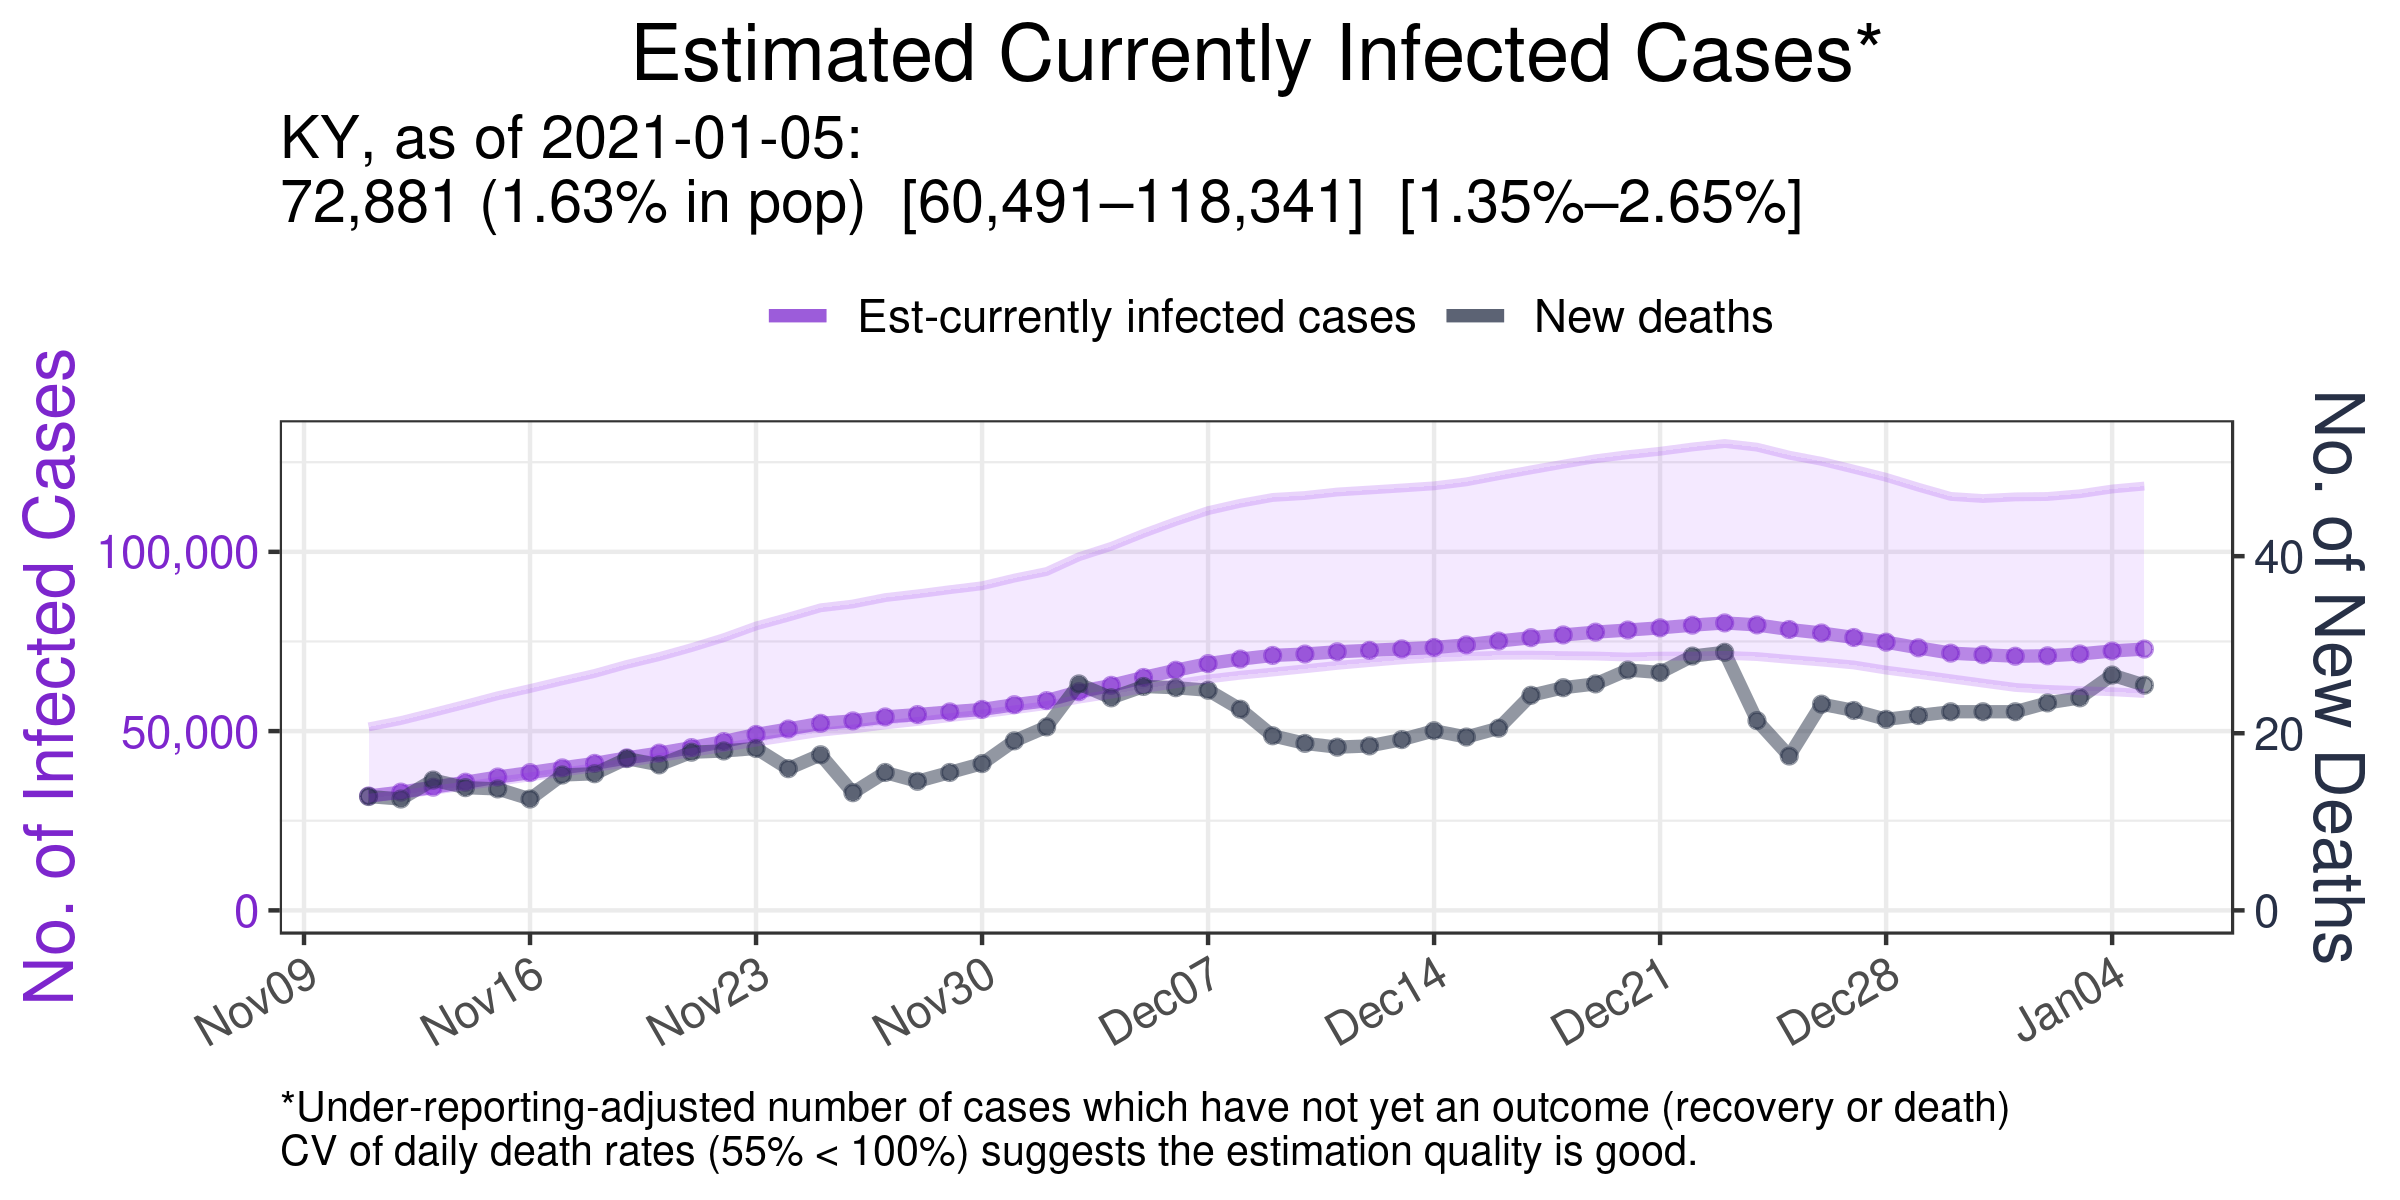 Estimated Currently Infected Cases*
KY, as of 2021-01-05:
72,881 (1.63% in pop)  [60,491–118,341]  [1.35%–2.65%]
Est-currently infected cases
New deaths
No. of Infected Cases
100,000
50,000
0
No. of New Deaths
40
20
0
Nov09
Nov16
Nov23
Nov30
Dec07
Dec14
Dec21
Dec28
Jan04
*Under-reporting-adjusted number of cases which have not yet an outcome (recovery or death)
CV of daily death rates (55% < 100%) suggests the estimation quality is good.